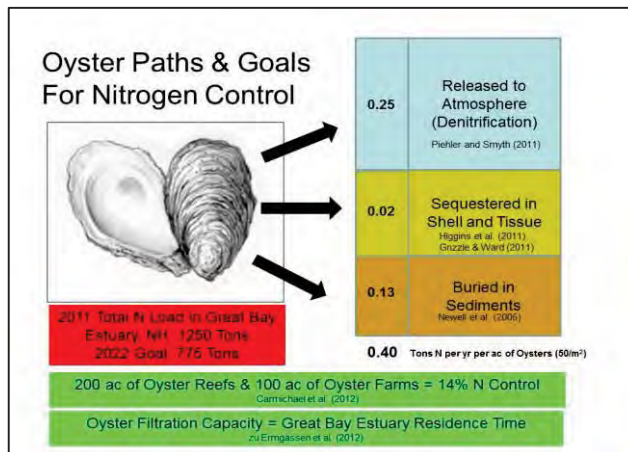 Oyster Paths & Goals
For Nitrogen Control
0.25
Released to
Atmosphere
(Denitrification)
Piehler and Smyth (2011)
0.02
Sequestered in
Shell and Tissue
Higgins et al. (2011)
Grizzle & Ward (2011)
0.13
Buried in
Sediments
Newell et al. (2005)
0.40 Tons N per yr per ac of Oysters (50/m²)
2011 Total N Load in Great Bay
Estuary, NH: 1250 Tons
2022 Goal: 775 Tons
200 ac of Oyster Reefs & 100 ac of Oyster Farms = 14% N Control
Carmichael et al. (2012)
Oyster Filtration Capacity = Great Bay Estuary Residence Time
zu Ermgassen et al. (2012)